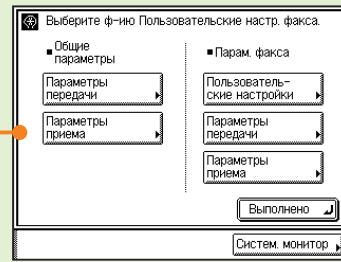 Выберите ф-ию Пользовательские настр. факса.
Общие
параметры
Параметры
передачи
Параметры
приема
Парам. факса
Пользователь-
ские настройки
Параметры
передачи
Параметры
приема
Выполнено
Систем. монитор